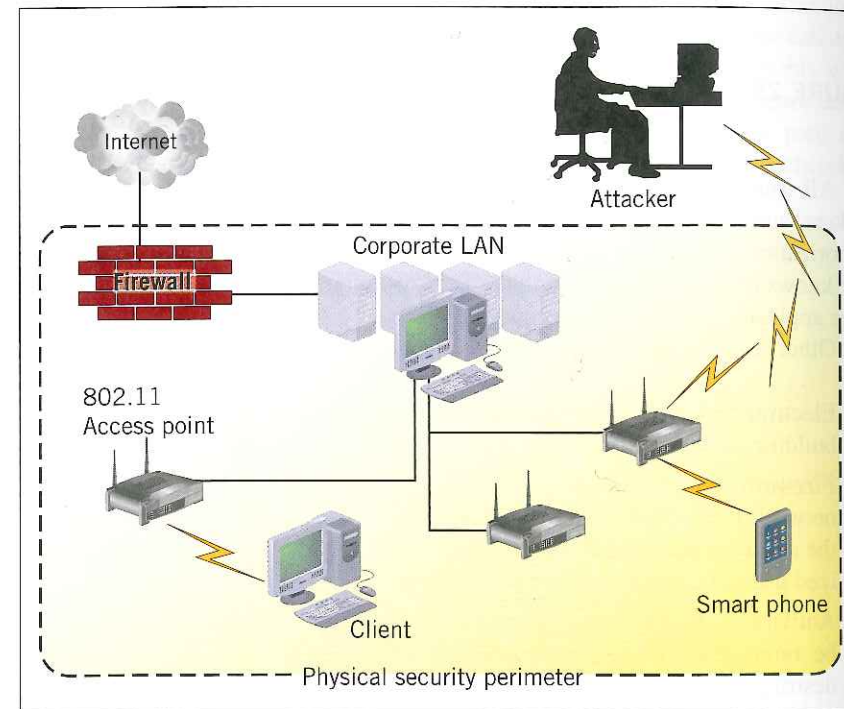 Internet
Attacker
Firewall
Corporate LAN
802.11
Access point
Client
Smart phone
Physical security perimeter